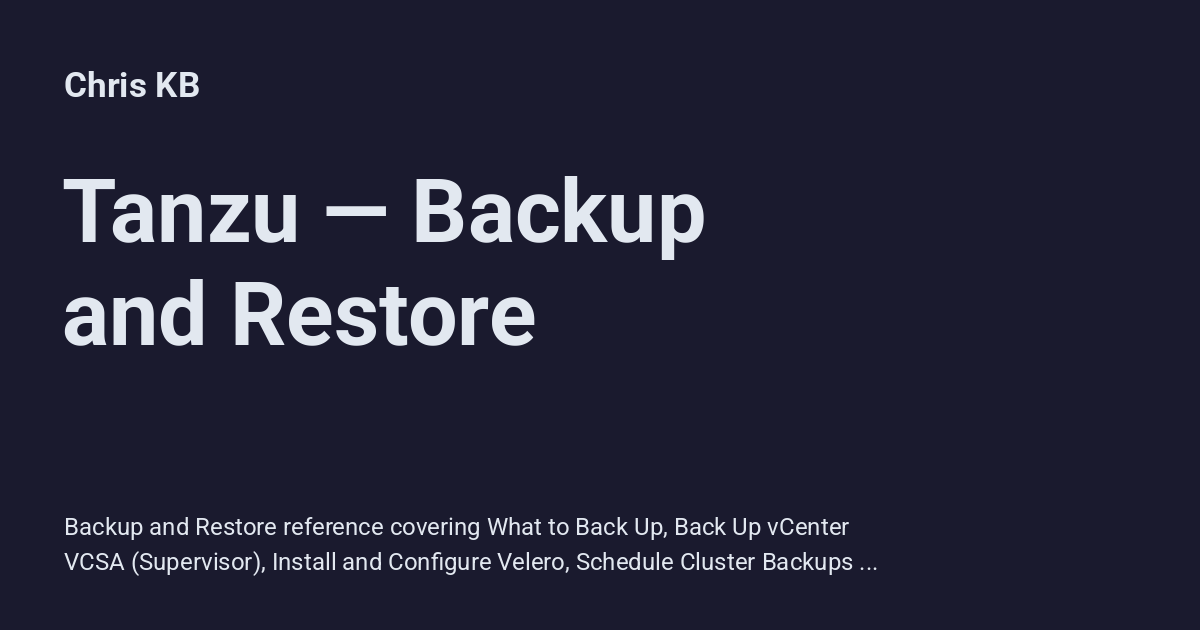 Chris KB
Tanzu — Backup
and Restore
Backup and Restore reference covering What to Back Up, Back Up vCenter
VCSA (Supervisor), Install and Configure Velero, Schedule Cluster Backups ...